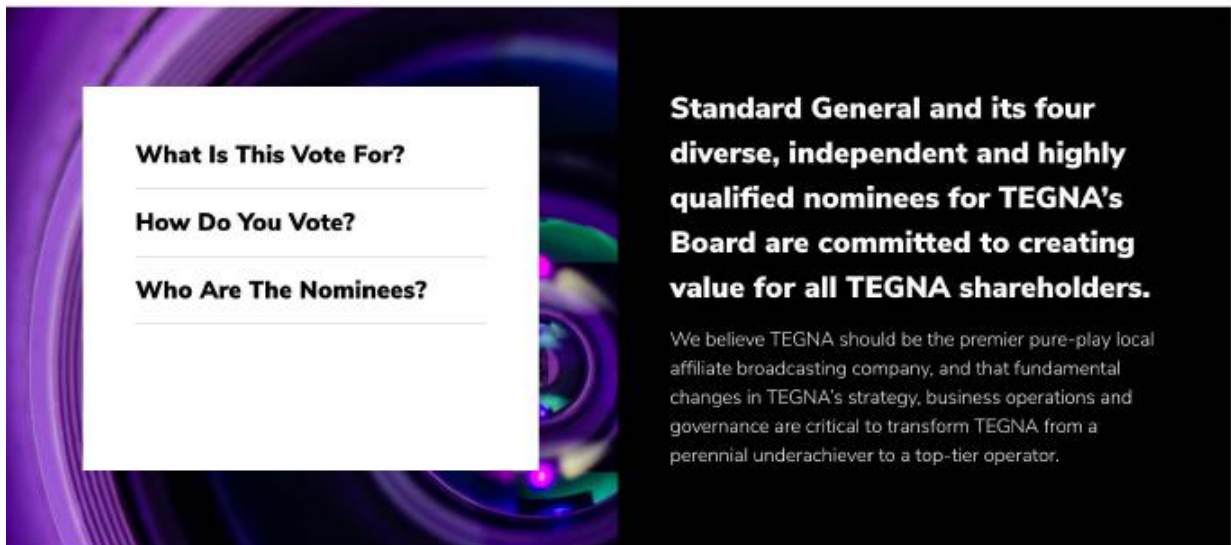 What Is This Vote For?
How Do You Vote?
Who Are The Nominees?
Standard General and its four
diverse, independent and highly
qualified nominees for TEGNA's
Board are committed to creating
value for all TEGNA shareholders.
We believe TEGNA should be the premier pure-play local
affiliate broadcasting company, and that fundamental
changes in TEGNA's strategy, business operations and
governance are critical to transform TEGNA from a
perennial underachiever to a top-tier operator.